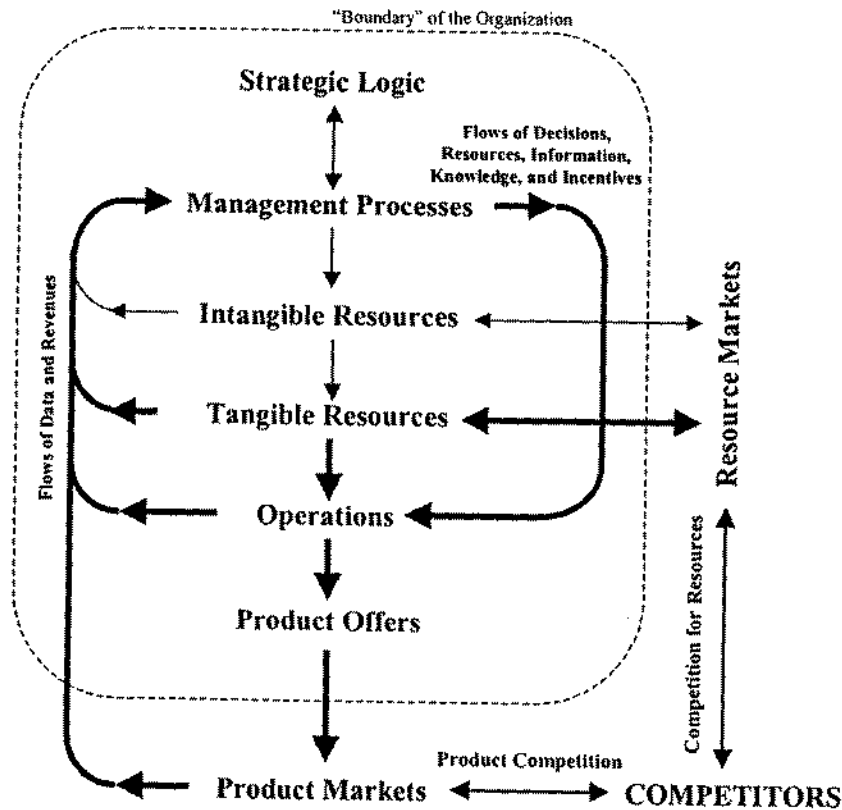 "Boundary" of the Organization
Strategic Logic
Flows of Decisions,
Resources, Information,
Knowledge, and Incentives
Management Processes
Flows of Data and Revenues
Intangible Resources
Resource Markets
Tangible Resources
Operations
Product Offers
Competition for Resources
Product Competition
Product Markets
COMPETITORS